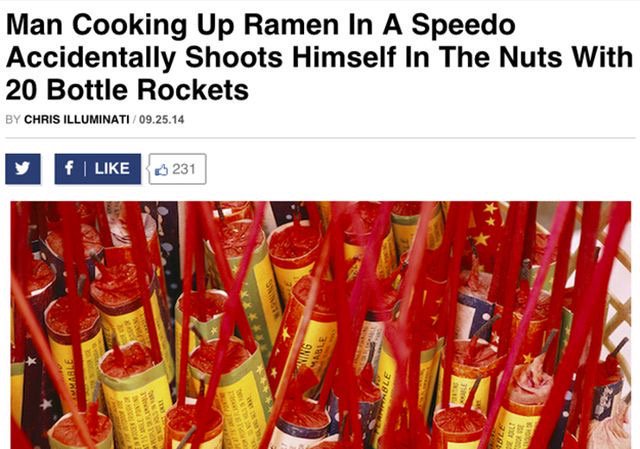 Man Cooking Up Ramen In A Speedo
Accidentally Shoots Himself In The Nuts With
20 Bottle Rockets
BY CHRIS ILLUMINATI / 09.25.14
f | LIKE 231